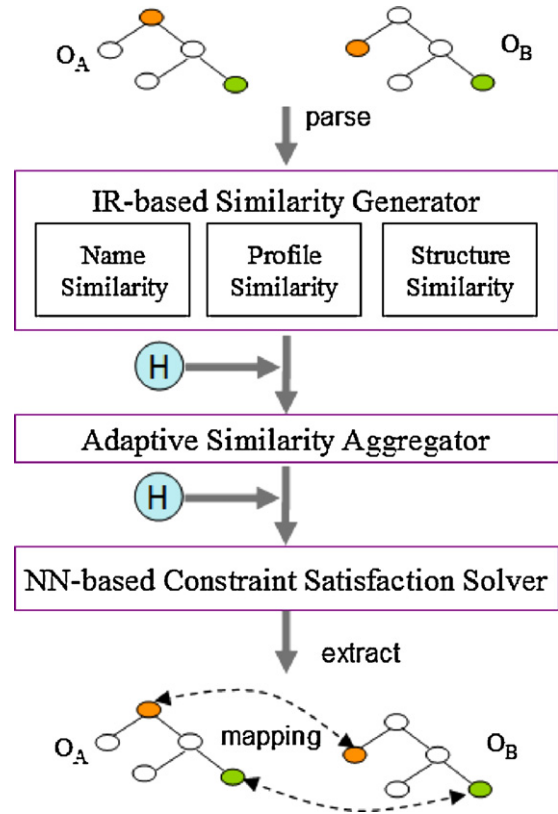 O_A
O_B
parse
IR-based Similarity Generator
Name
Similarity
Profile
Similarity
Structure
Similarity
H
Adaptive Similarity Aggregator
H
NN-based Constraint Satisfaction Solver
extract
O_A
mapping
O_B